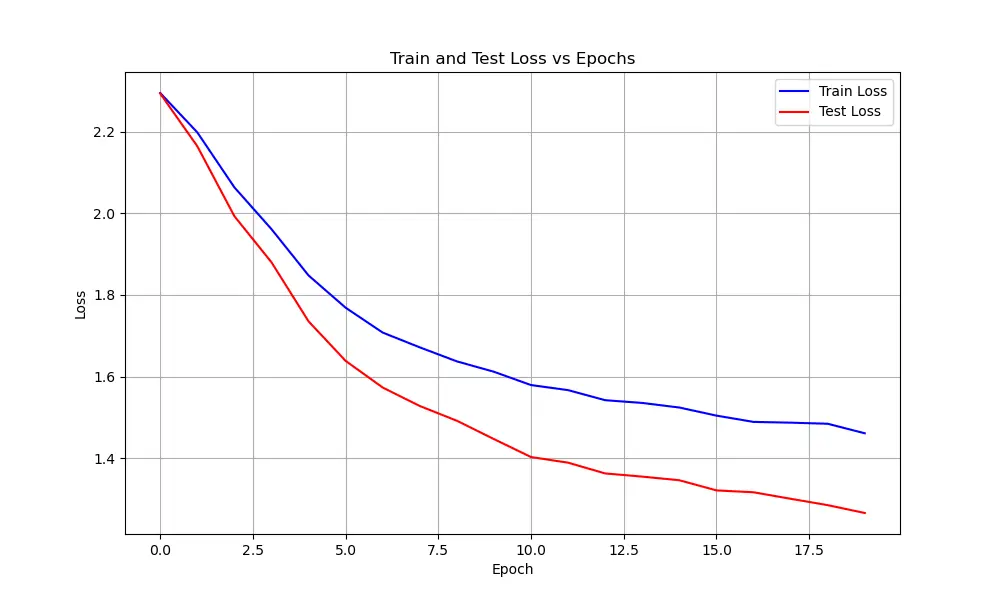 Train and Test Loss vs Epochs
Train Loss
Test Loss
2.2
2.0
1.8
1.6
1.4
Loss
0.0 2.5 5.0 7.5 10.0 12.5 15.0 17.5
Epoch